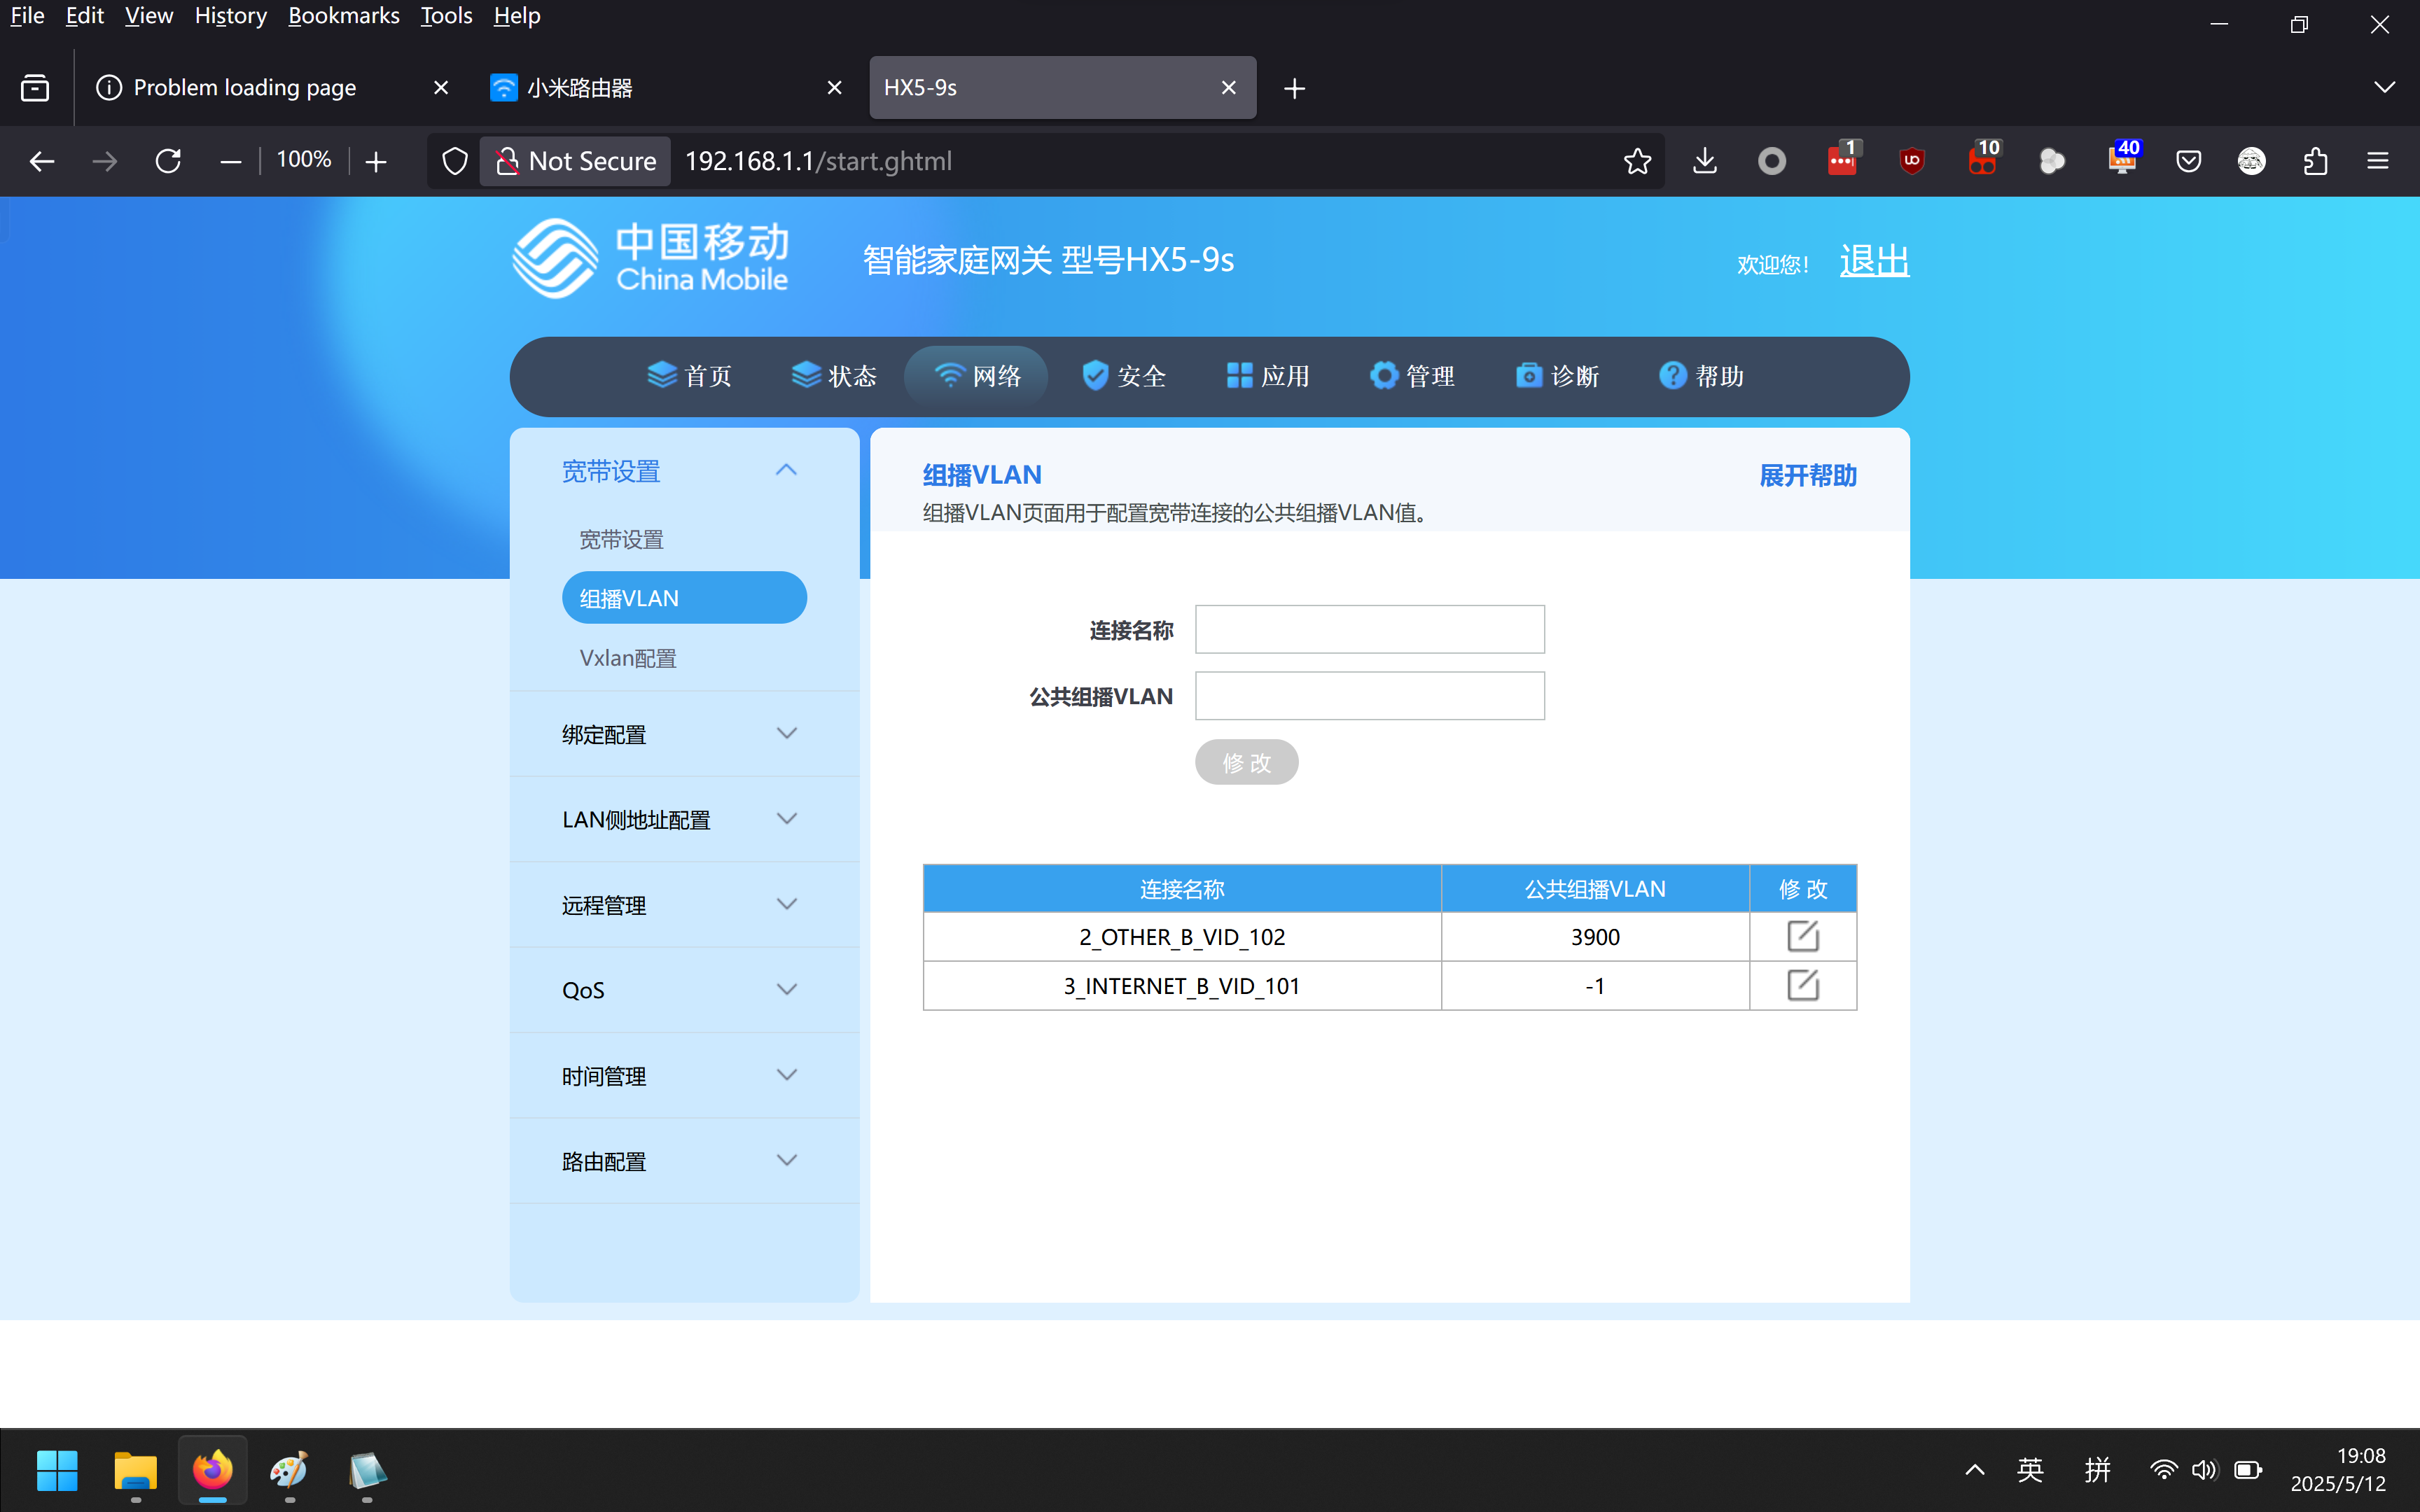 File Edit View History Bookmarks Tools Help
Problem loading page
小米路由器
HX5-9s
100%
Not Secure
192.168.1.1/start.ghtml
1
10
40
中国移动
China Mobile
智能家庭网关 型号HX5-9s
欢迎您!
退出
首页
状态
网络
安全
应用
管理
诊断
帮助
宽带设置
宽带设置
组播VLAN
Vxlan配置
绑定配置
LAN侧地址配置
远程管理
QoS
时间管理
路由配置
组播VLAN
展开帮助
组播VLAN页面用于配置宽带连接的公共组播VLAN值。
连接名称
公共组播VLAN
修 改
连接名称 公共组播VLAN 修 改
2_OTHER_B_VID_102 3900
3_INTERNET_B_VID_101 -1
英
拼
19:08
2025/5/12